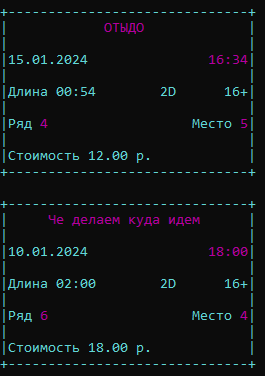 ОТЫДО
15.01.2024 16:34
Длина 00:54 2D 16+
Ряд 4 Место 5
Стоимость 12.00 р.
Че делаем куда идем
10.01.2024 18:00
Длина 02:00 2D 16+
Ряд 6 Место 4
Стоимость 18.00 р.